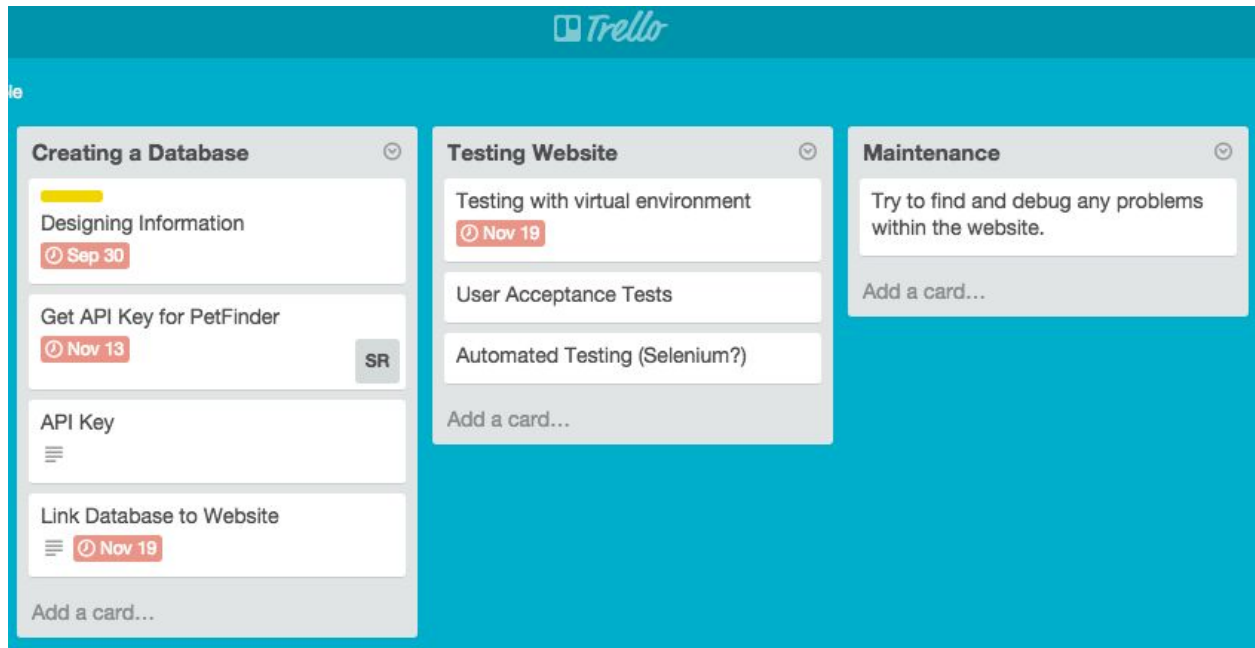 Trello
Creating a Database
Designing Information
Sep 30
Get API Key for PetFinder
Nov 13
SR
API Key
Link Database to Website
Nov 19
Add a card...
Testing Website
Testing with virtual environment
Nov 19
User Acceptance Tests
Automated Testing (Selenium?)
Add a card...
Maintenance
Try to find and debug any problems
within the website.
Add a card...